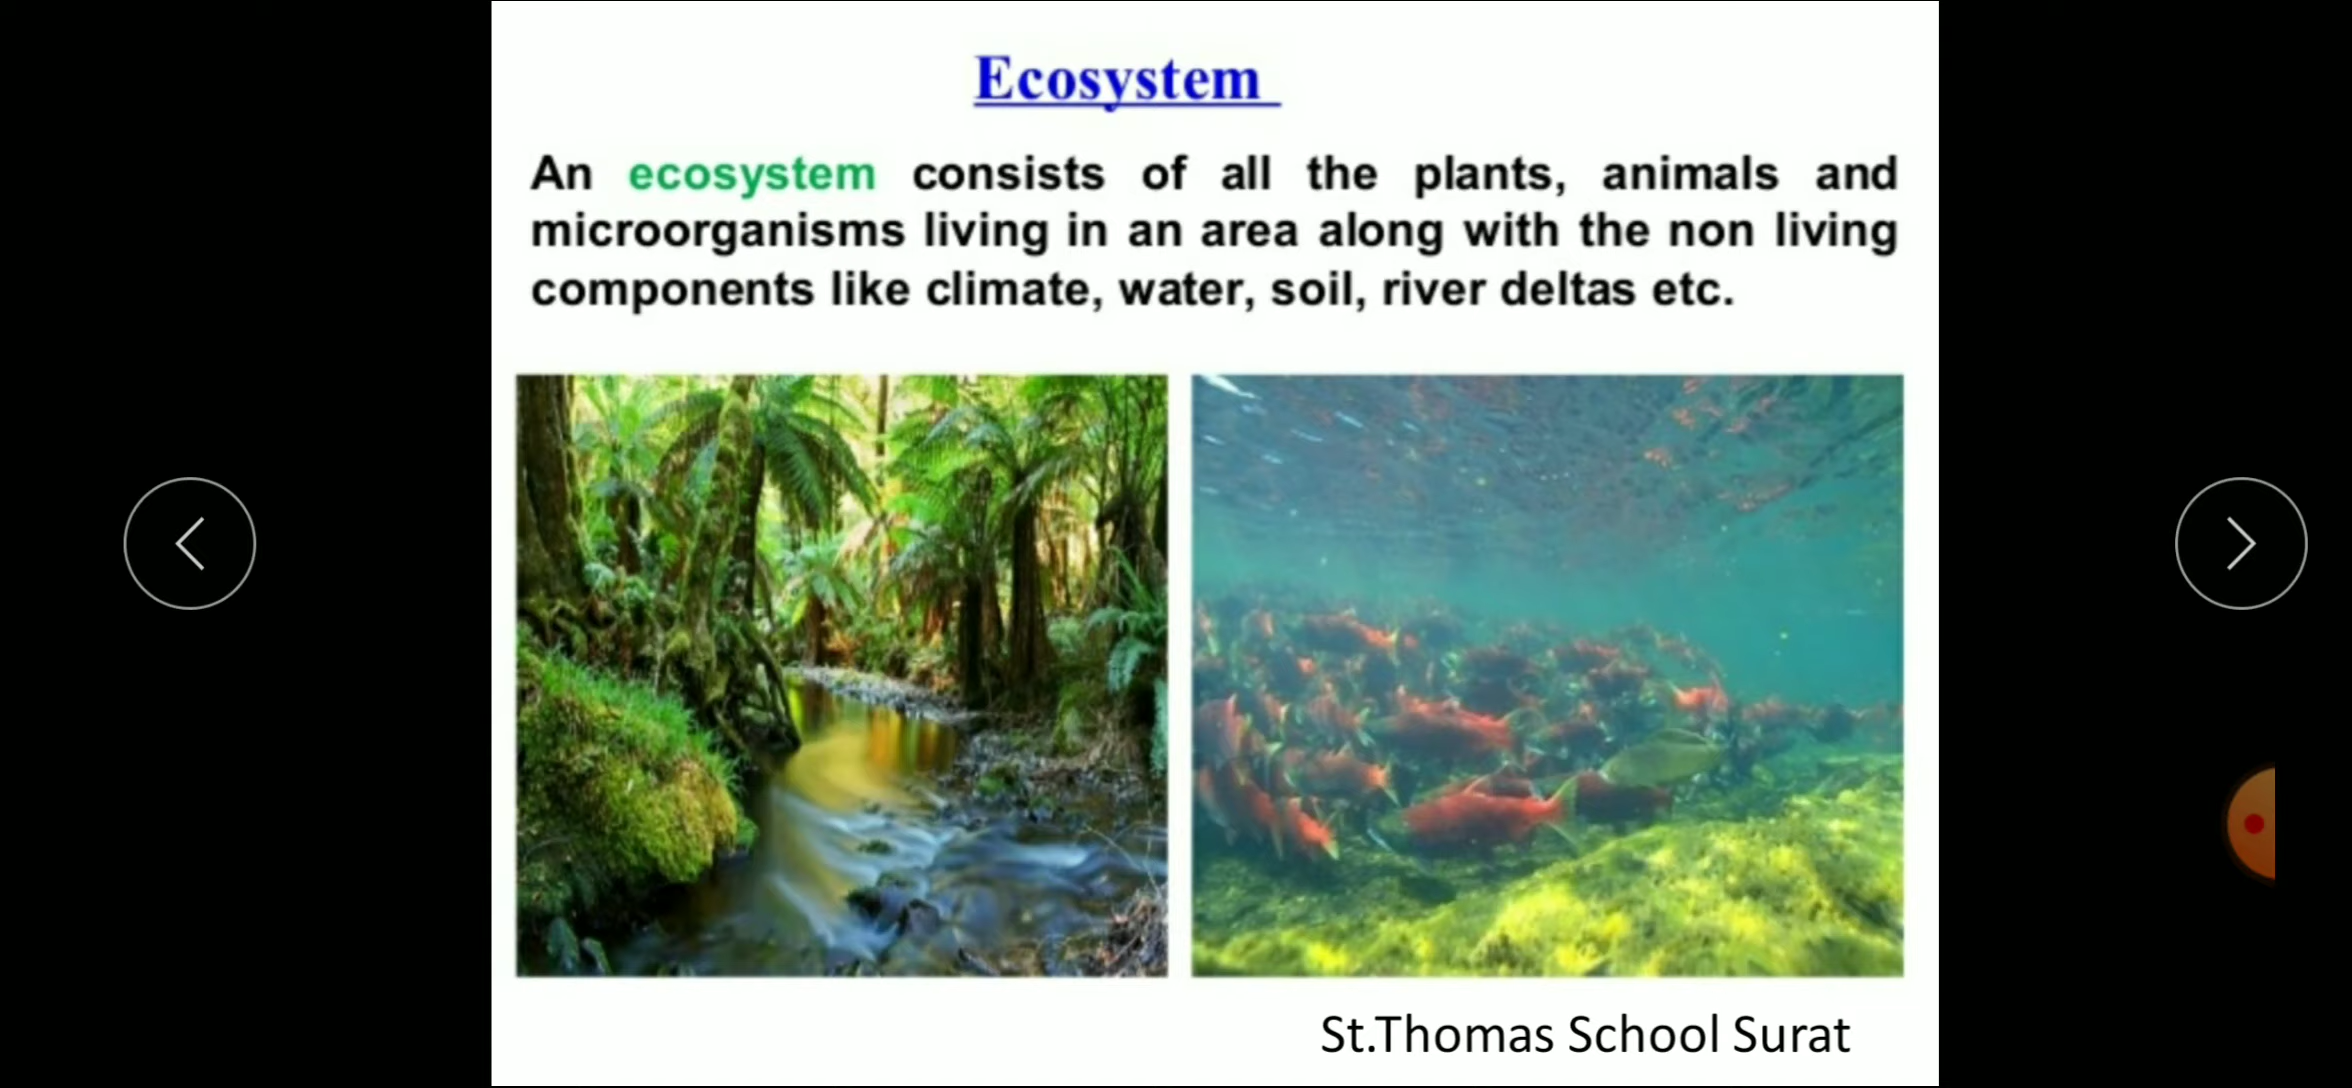 Ecosystem
An ecosystem consists of all the plants, animals and
microorganisms living in an area along with the non living
components like climate, water, soil, river deltas etc.
St.Thomas School Surat